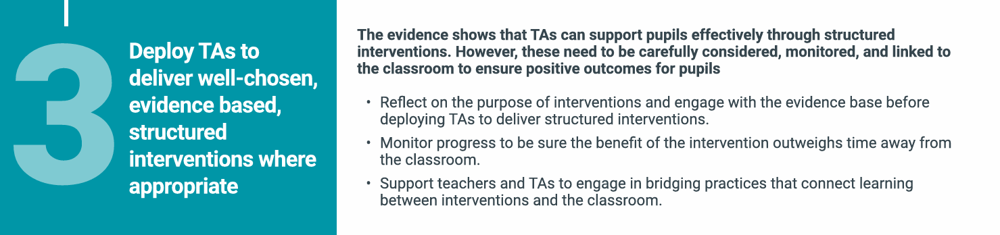 3
Deploy TAs to
deliver well-chosen,
evidence based,
structured
interventions where
appropriate
The evidence shows that TAs can support pupils effectively through structured
interventions. However, these need to be carefully considered, monitored, and linked to
the classroom to ensure positive outcomes for pupils
• Reflect on the purpose of interventions and engage with the evidence base before
deploying TAs to deliver structured interventions.
• Monitor progress to be sure the benefit of the intervention outweighs time away from
the classroom.
• Support teachers and TAs to engage in bridging practices that connect learning
between interventions and the classroom.